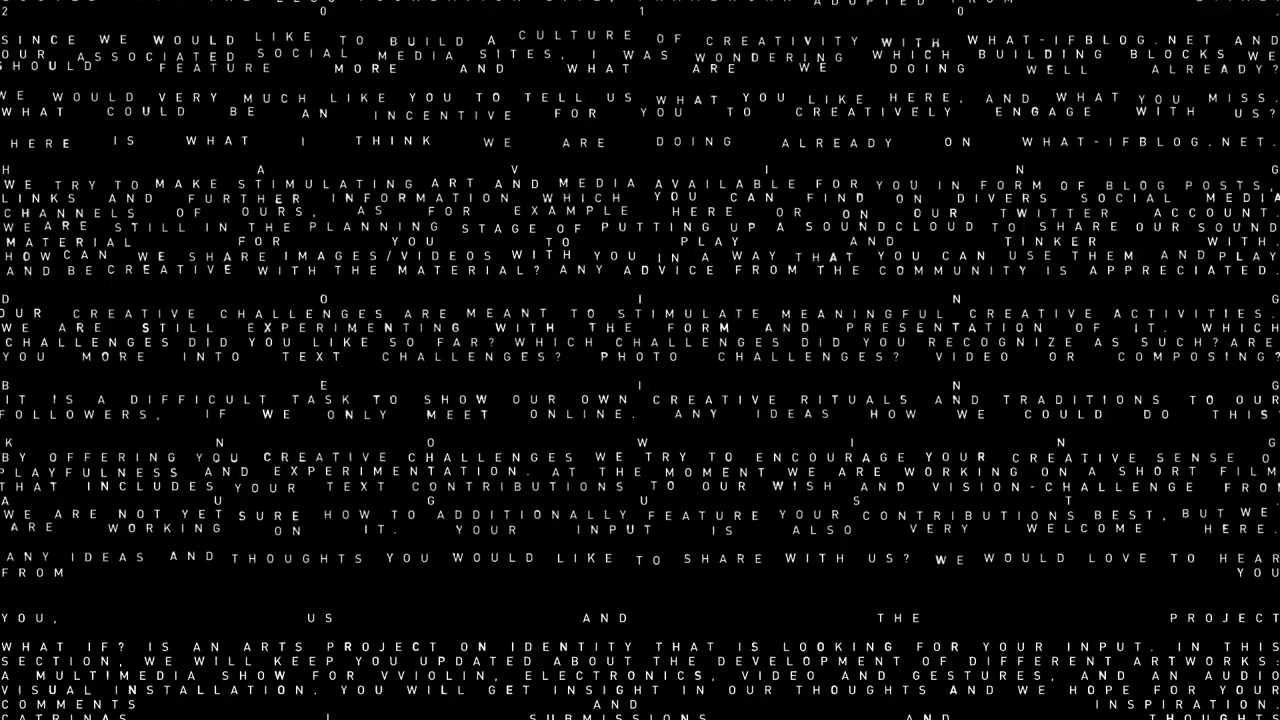 ADOPTED FROM
2 0 1 0
SINCE WE WOULD LIKE TO BUILD A CULTURE OF CREATIVITY WITH WHAT-IFBLOG.NET AND
OUR ASSOCIATED SOCIAL MEDIA SITES, I WAS WONDERING WHICH BUILDING BLOCKS WE
SHOULD FEATURE MORE AND WHAT ARE WE DOING WELL ALREADY?
WE WOULD VERY MUCH LIKE YOU TO TELL US WHAT YOU LIKE HERE, AND WHAT YOU MISS.
WHAT COULD BE AN INCENTIVE FOR YOU TO CREATIVELY ENGAGE WITH US?
HERE IS WHAT I THINK WE ARE DOING ALREADY ON WHAT-IFBLOG.NET.
H A V I N G
WE TRY TO MAKE STIMULATING ART AND MEDIA AVAILABLE FOR YOU IN FORM OF BLOG POSTS,
LINKS AND FURTHER INFORMATION WHICH YOU CAN FIND ON DIVERS SOCIAL MEDIA
CHANNELS OF OURS, AS FOR EXAMPLE HERE OR ON OUR TWITTER ACCOUNT.
WE ARE STILL IN THE PLANNING STAGE OF PUTTING UP A SOUNDCLOUD TO SHARE OUR SOUND
MATERIAL FOR YOU TO PLAY AND TINKER WITH.
HOW CAN WE SHARE IMAGES/VIDEOS WITH YOU IN A WAY THAT YOU CAN USE THEM AND PLAY
AND BE CREATIVE WITH THE MATERIAL? ANY ADVICE FROM THE COMMUNITY IS APPRECIATED.
D O I N G
OUR CREATIVE CHALLENGES ARE MEANT TO STIMULATE MEANINGFUL CREATIVE ACTIVITIES.
WE ARE STILL EXPERIMENTING WITH THE FORM AND PRESENTATION OF IT. WHICH
CHALLENGES DID YOU LIKE SO FAR? WHICH CHALLENGES DID YOU RECOGNIZE AS SUCH? ARE
YOU MORE INTO TEXT CHALLENGES? PHOTO CHALLENGES? VIDEO OR COMPOSING?
B E I N G
IT IS A DIFFICULT TASK TO SHOW OUR OWN CREATIVE RITUALS AND TRADITIONS TO OUR
FOLLOWERS, IF WE ONLY MEET ONLINE. ANY IDEAS HOW WE COULD DO THIS?
K N O W I N G
BY OFFERING YOU CREATIVE CHALLENGES WE TRY TO ENCOURAGE YOUR CREATIVE SENSE OF
PLAYFULNESS AND EXPERIMENTATION. AT THE MOMENT WE ARE WORKING ON A SHORT FILM
THAT INCLUDES YOUR TEXT CONTRIBUTIONS TO OUR WISH AND VISION-CHALLENGE FROM
A U G U S T
WE ARE NOT YET SURE HOW TO ADDITIONALLY FEATURE YOUR CONTRIBUTIONS BEST, BUT WE
ARE WORKING ON IT. YOUR INPUT IS ALSO VERY WELCOME HERE.
ANY IDEAS AND THOUGHTS YOU WOULD LIKE TO SHARE WITH US? WE WOULD LOVE TO HEAR
FROM YOU
YOU, US AND THE PROJECT
WHAT IF? IS AN ARTS PROJECT ON IDENTITY THAT IS LOOKING FOR YOUR INPUT. IN THIS
SECTION, WE WILL KEEP YOU UPDATED ABOUT THE DEVELOPMENT OF DIFFERENT ARTWORKS:
A MULTIMEDIA SHOW FOR VVIOLIN, ELECTRONICS, VIDEO AND GESTURES, AND AN AUDIO
VISUAL INSTALLATION. YOU WILL GET INSIGHT IN OUR THOUGHTS AND WE HOPE FOR YOUR
COMMENTS AND INSPIRATION.
CATRINAS I SUBMISSIONS AND